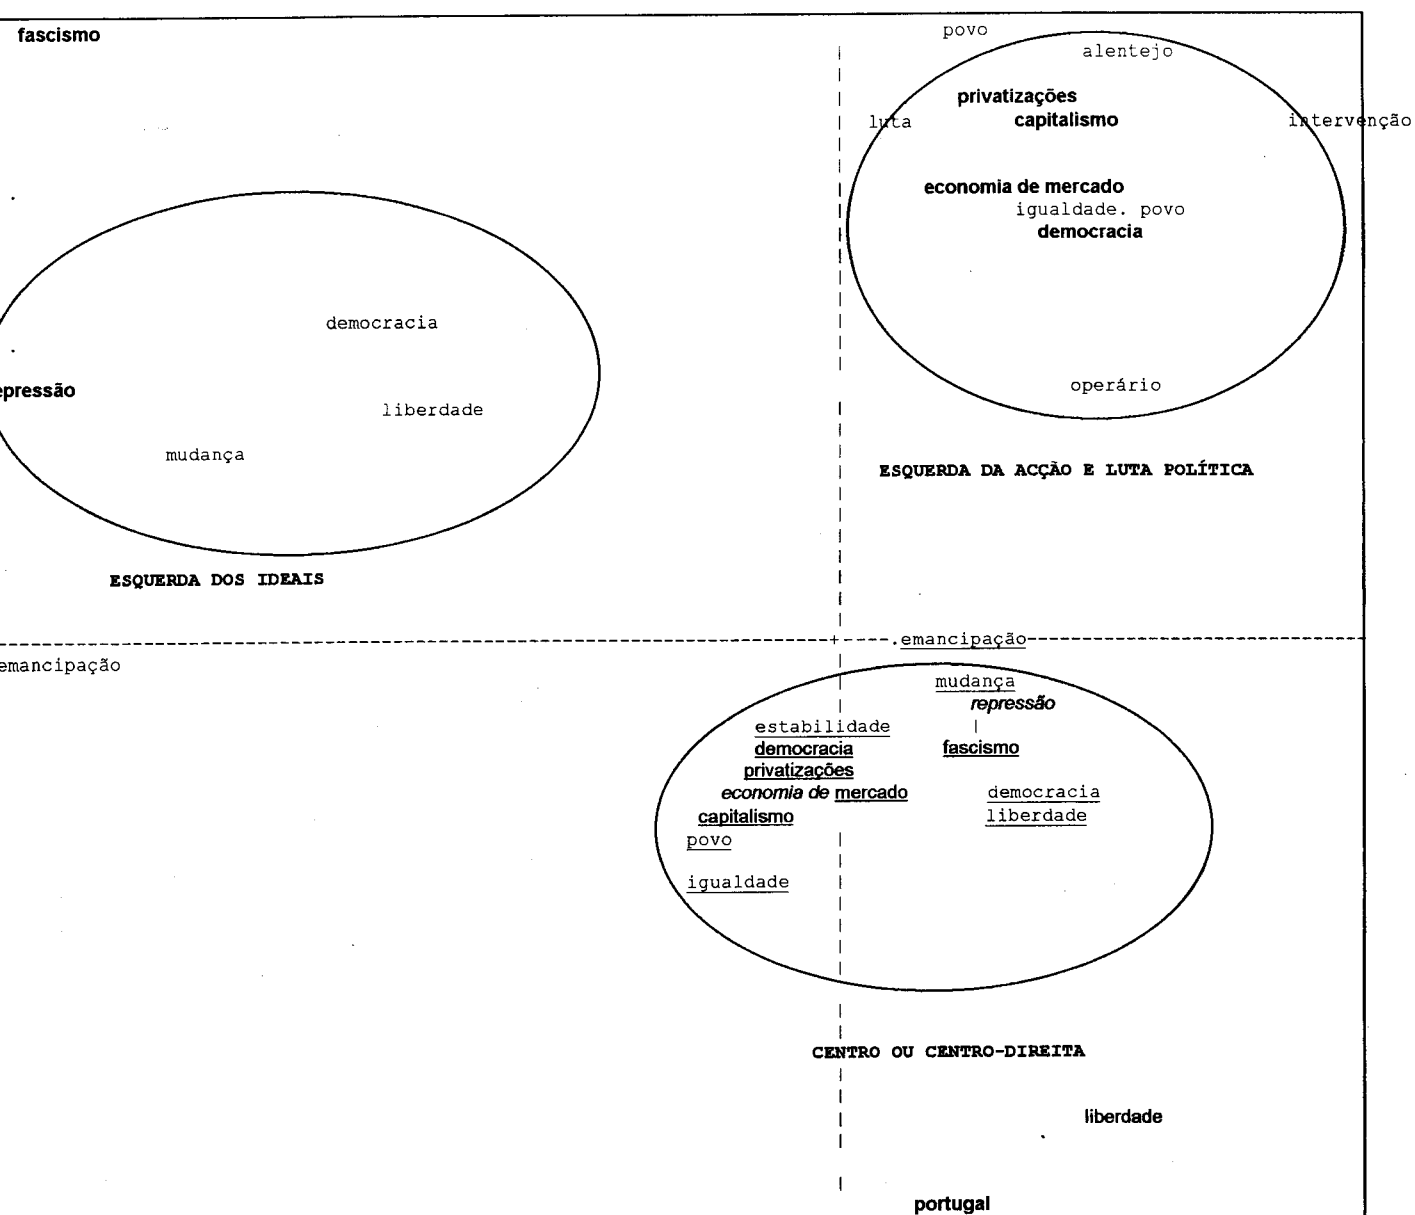 fascismo
povo
alentejo
privatizações
luta capitalismo intervenção
economia de mercado
igualdade. povo
democracia
democracia
epressão
liberdade
mudança
operário
ESQUERDA DA ACÇÃO E LUTA POLÍTICA
ESQUERDA DOS IDEAIS
.emancipação
emancipação
mudança
repressão
estabilidade
democracia fascismo
privatizações
economia de mercado democracia
capitalismo liberdade
povo
igualdade
CENTRO OU CENTRO-DIREITA
liberdade
portugal